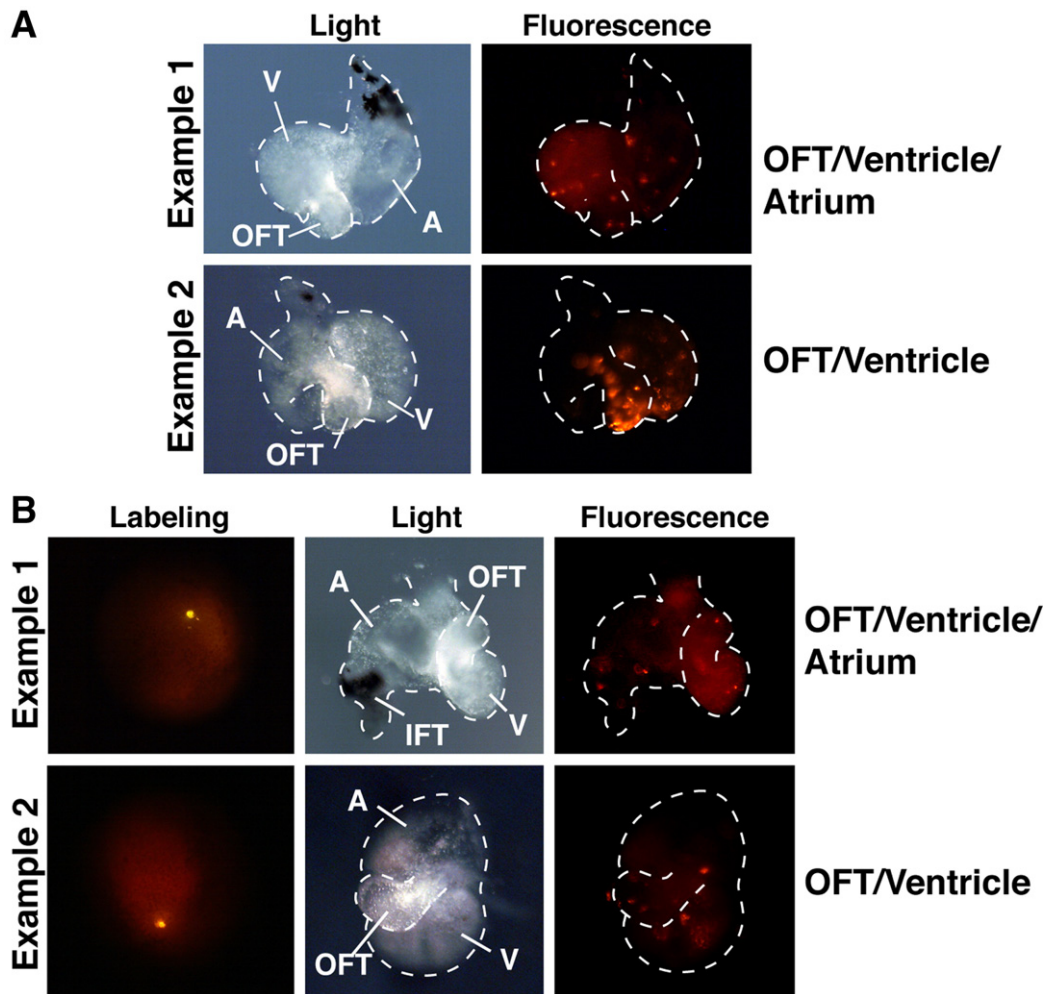 A
Light
Fluorescence
Example 1
V
OFT
A
OFT/Ventricle/
Atrium
Example 2
A
OFT
V
OFT/Ventricle
B
Labeling
Light
Fluorescence
Example 1
A
OFT
IFT
V
OFT/Ventricle/
Atrium
Example 2
A
OFT
V
OFT/Ventricle